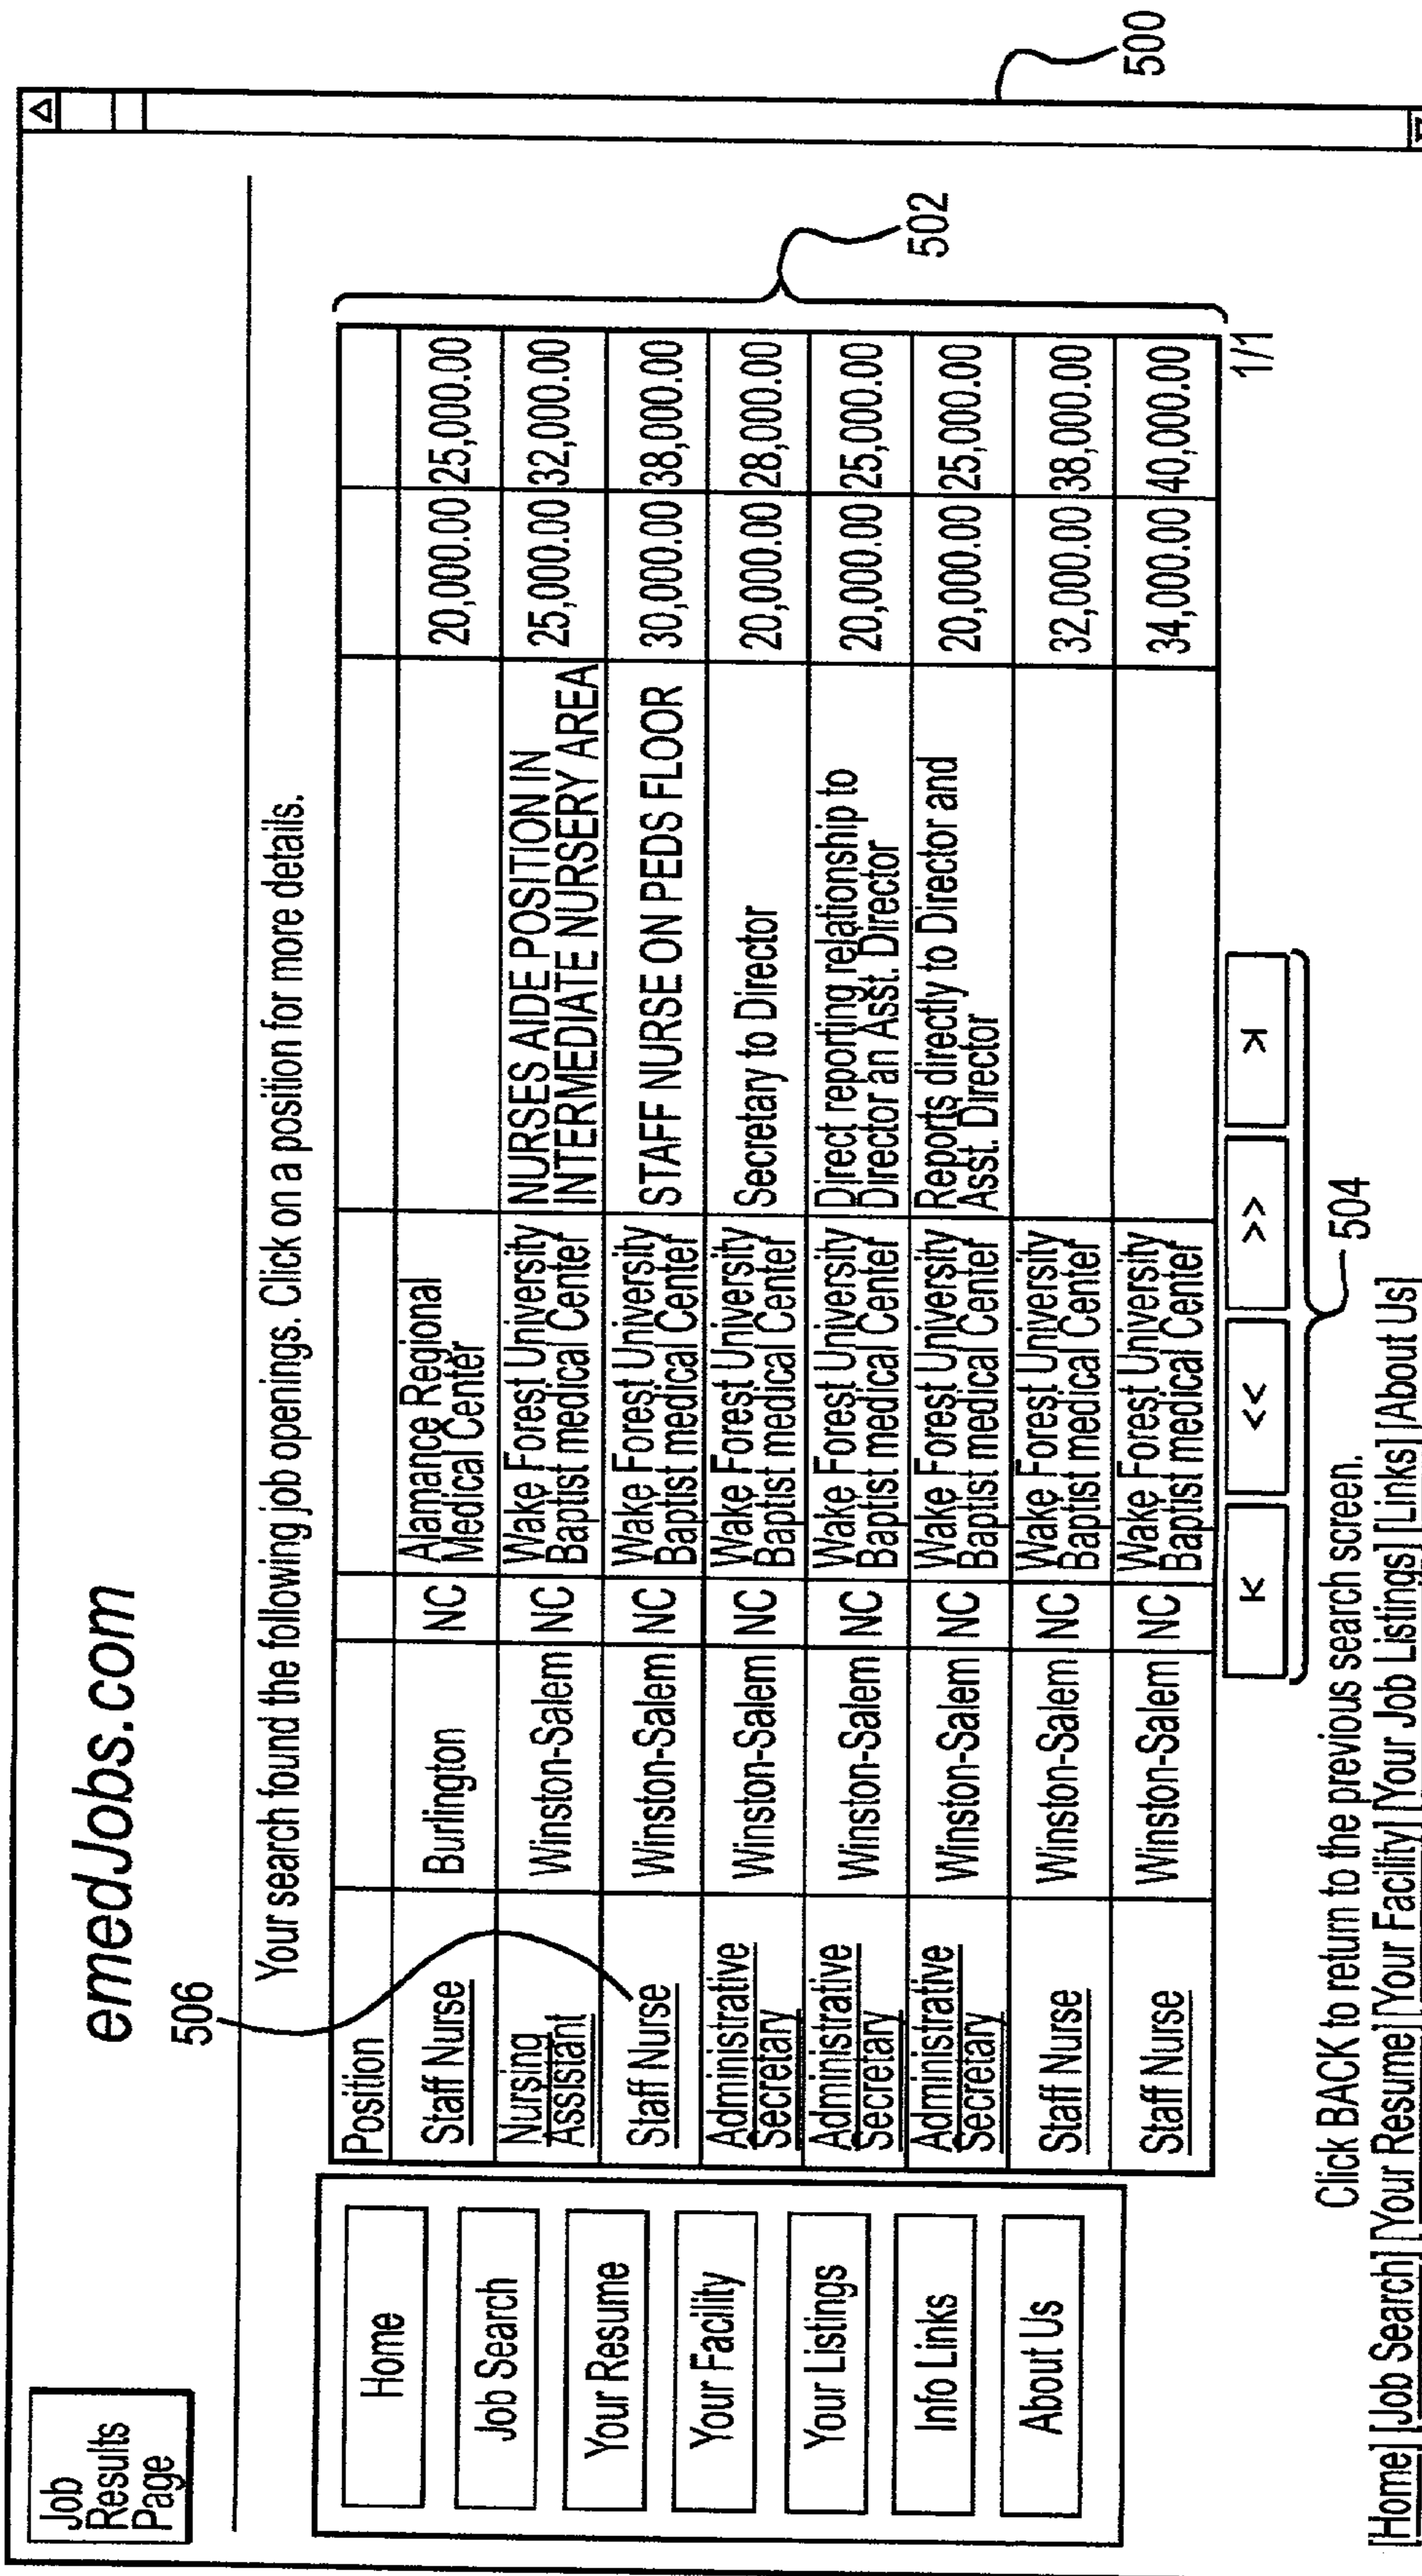 Job
Results
Page
emedJobs.com
506
Your search found the following job openings. Click on a position for more details.
Home
Job Search
Your Resume
Your Facility
Your Listings
Info Links
About Us
Position
Staff Nurse Burlington NC Alamance Regional Medical Center 20,000.00 25,000.00
Nursing Assistant Winston-Salem NC Wake Forest University Baptist medical Center NURSES AIDE POSITION IN INTERMEDIATE NURSERY AREA 25,000.00 32,000.00
Staff Nurse Winston-Salem NC Wake Forest University Baptist medical Center STAFF NURSE ON PEDS FLOOR 30,000.00 38,000.00
Administrative Secretary Winston-Salem NC Wake Forest University Baptist medical Center Secretary to Director 20,000.00 28,000.00
Administrative Secretary Winston-Salem NC Wake Forest University Baptist medical Center Direct reporting relationship to Director an Asst. Director 20,000.00 25,000.00
Administrative Secretary Winston-Salem NC Wake Forest University Baptist medical Center Reports directly to Director and Asst. Director 20,000.00 25,000.00
Staff Nurse Winston-Salem NC Wake Forest University Baptist medical Center 32,000.00 38,000.00
Staff Nurse Winston-Salem NC Wake Forest University Baptist medical Center 34,000.00 40,000.00
K << >> >I 1/1
502
504
500
Click BACK to return to the previous search screen.
[Home] [Job Search] [Your Resume] [Your Facility] [Your Job Listings] [Links] [About Us]